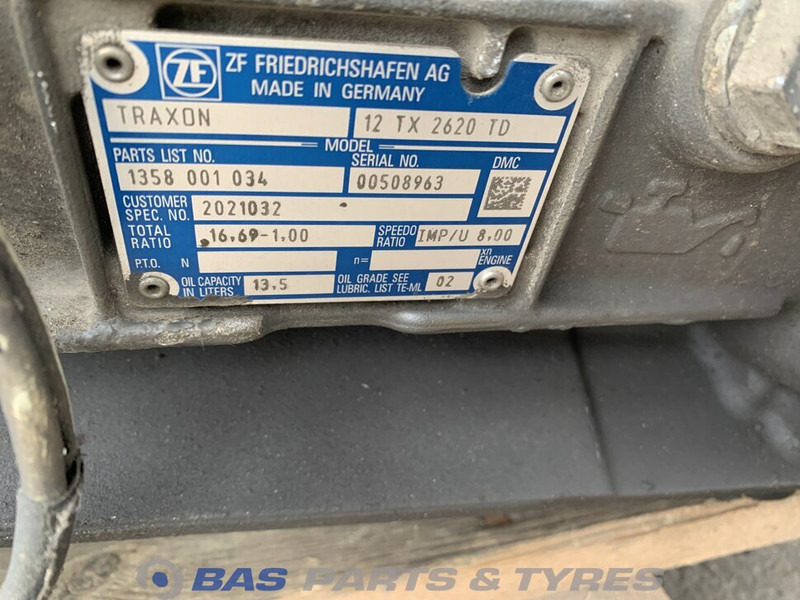 ZF
ZF FRIEDRICHSHAFEN AG
MADE IN GERMANY
TRAXON 12 TX 2620 TD
MODEL
PARTS LIST NO. SERIAL NO. DMC
1358 001 034 00508963
CUSTOMER SPEC. NO. 2021032
TOTAL RATIO 16,69-1,00 SPEEDO RATIO IMP/U 8,00
P.T.O. N n= xn ENGINE
OIL CAPACITY IN LITERS 13,5 OIL GRADE SEE LUBRIC. LIST TE-ML 02
BAS PARTS & TYRES